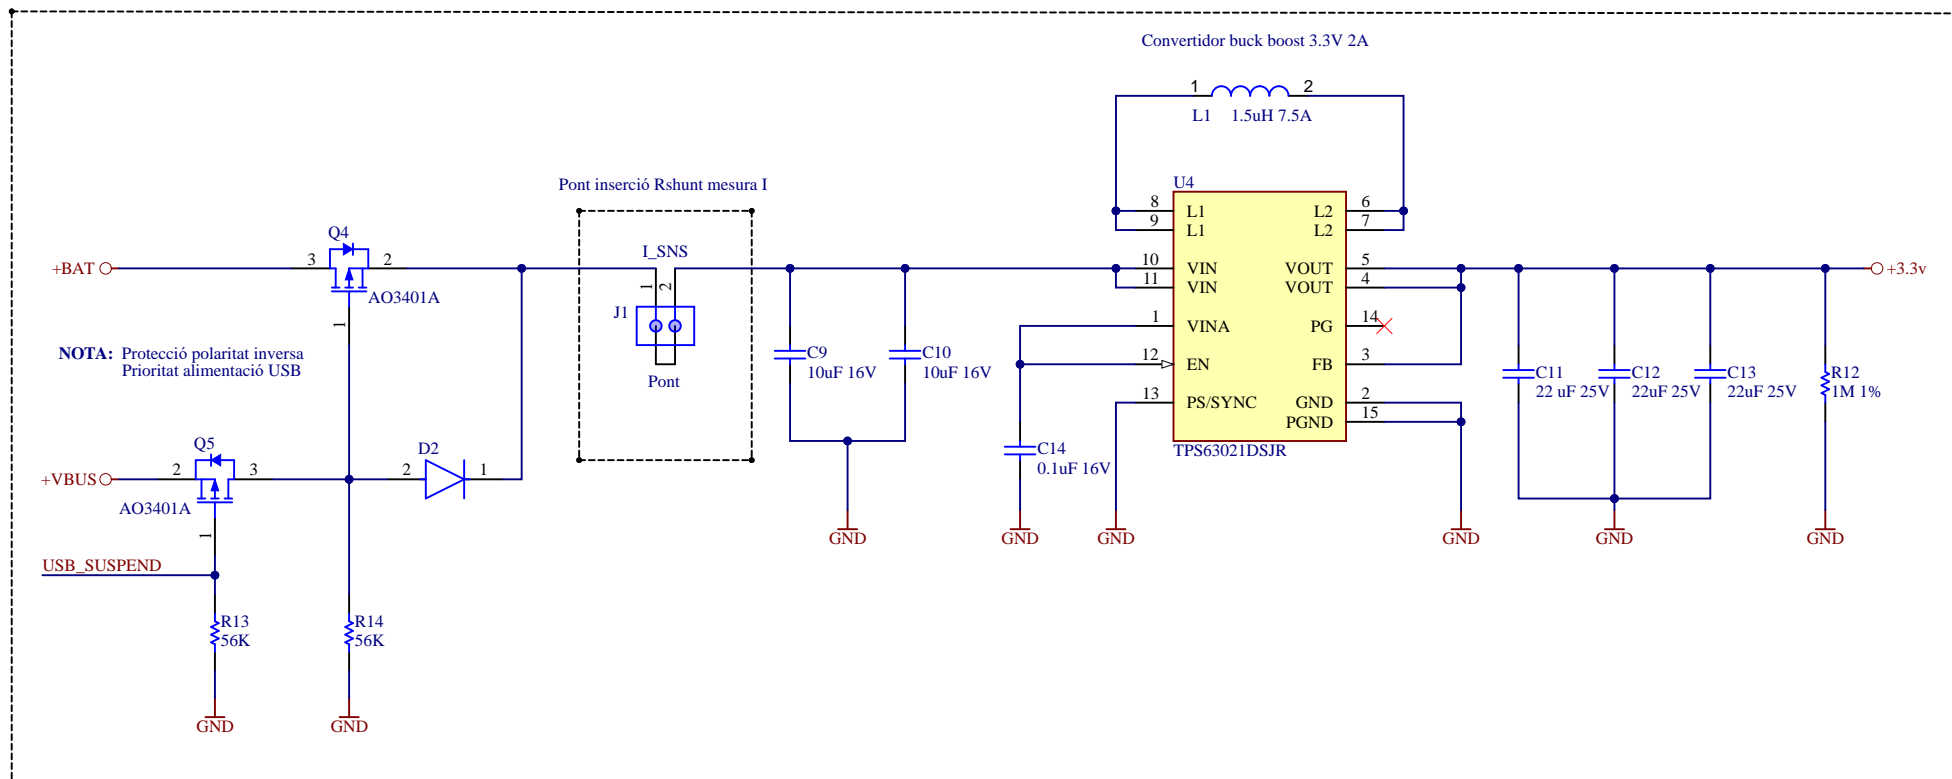 Convertidor buck boost 3.3V 2A
1 2
L1 1.5uH 7.5A
Pont inserció Rshunt mesura I
U4
8 L1 L2 6
9 L1 L2 7
Q4
I_SNS
+BAT 3 2
10 VIN VOUT 5
11 VIN VOUT 4
+3.3v
AO3401A
1 2
J1
1
1 VINA PG 14
NOTA: Protecció polaritat inversa
Prioritat alimentació USB
C9
10uF 16V
C10
10uF 16V
12 EN FB 3
Pont
C11
22 uF 25V
C12
22uF 25V
C13
22uF 25V
R12
1M 1%
13 PS/SYNC GND 2
PGND 15
TPS63021DSJR
Q5
D2
C14
0.1uF 16V
+VBUS 2 3
2 1
AO3401A
1
GND
GND
GND
GND
GND
GND
USB_SUSPEND
R13
56K
R14
56K
GND
GND